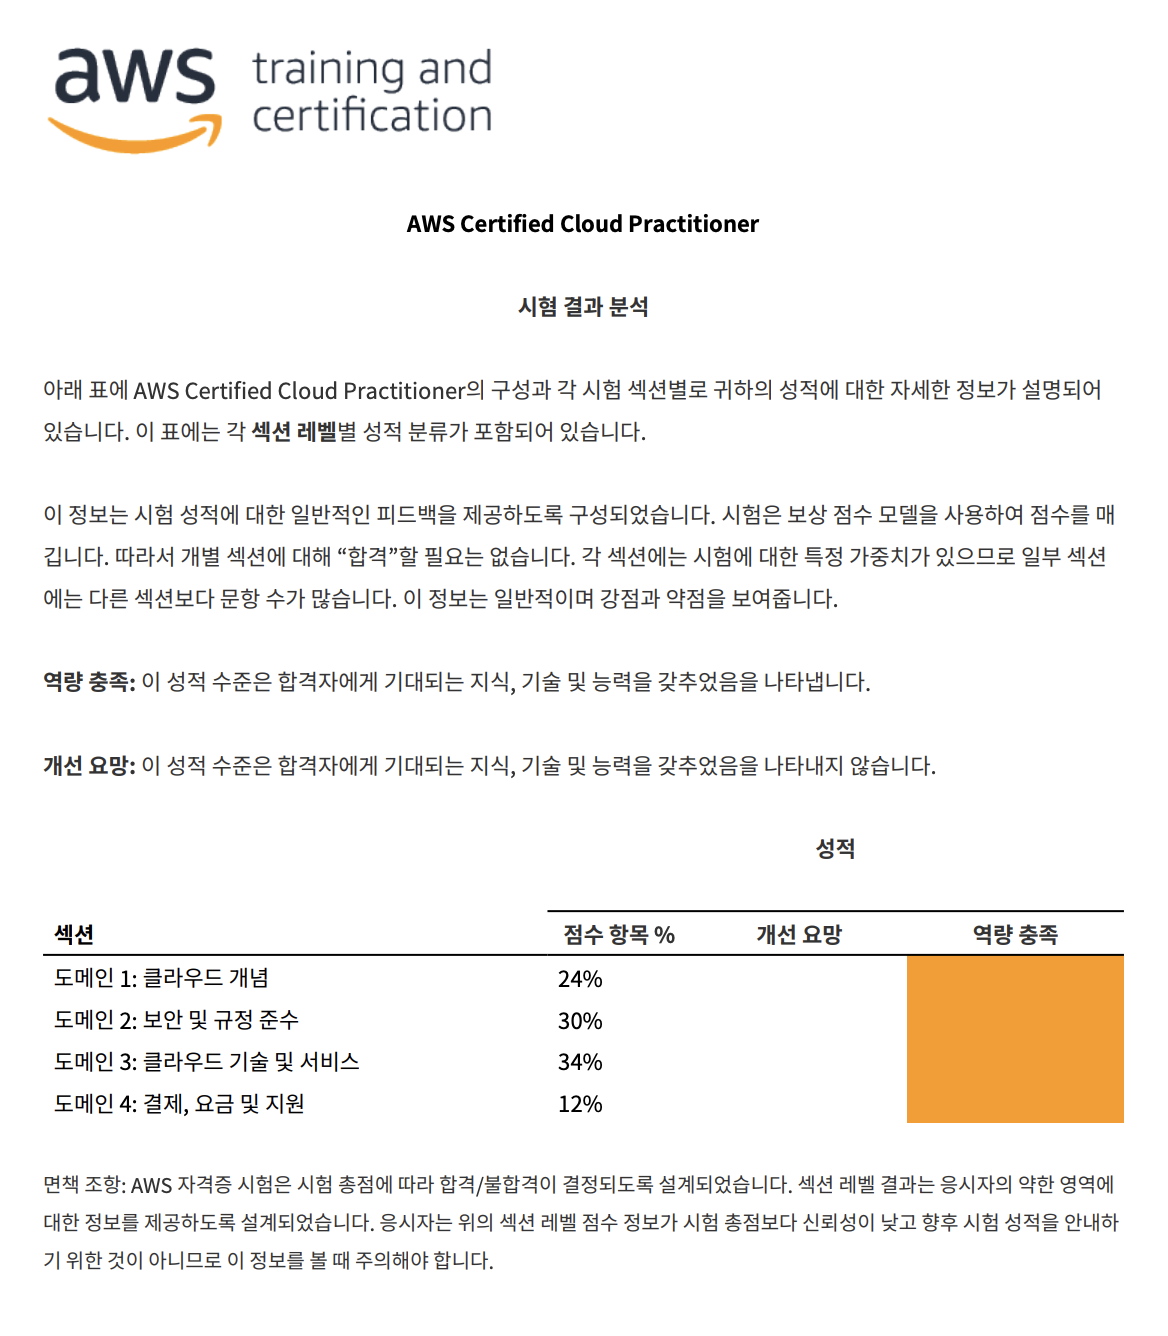 aws training and
certification
AWS Certified Cloud Practitioner
시험 결과 분석
아래 표에 AWS Certified Cloud Practitioner의 구성과 각 시험 섹션별로 귀하의 성적에 대한 자세한 정보가 설명되어
있습니다. 이 표에는 각 섹션 레벨별 성적 분류가 포함되어 있습니다.
이 정보는 시험 성적에 대한 일반적인 피드백을 제공하도록 구성되었습니다. 시험은 보상 점수 모델을 사용하여 점수를 매
깁니다. 따라서 개별 섹션에 대해 “합격”할 필요는 없습니다. 각 섹션에는 시험에 대한 특정 가중치가 있으므로 일부 섹션
에는 다른 섹션보다 문항 수가 많습니다. 이 정보는 일반적이며 강점과 약점을 보여줍니다.
역량 충족: 이 성적 수준은 합격자에게 기대되는 지식, 기술 및 능력을 갖추었음을 나타냅니다.
개선 요망: 이 성적 수준은 합격자에게 기대되는 지식, 기술 및 능력을 갖추었음을 나타내지 않습니다.
성적
섹션 점수 항목 % 개선 요망 역량 충족
도메인 1: 클라우드 개념 24%
도메인 2: 보안 및 규정 준수 30%
도메인 3: 클라우드 기술 및 서비스 34%
도메인 4: 결제, 요금 및 지원 12%
면책 조항: AWS 자격증 시험은 시험 총점에 따라 합격/불합격이 결정되도록 설계되었습니다. 섹션 레벨 결과는 응시자의 약한 영역에
대한 정보를 제공하도록 설계되었습니다. 응시자는 위의 섹션 레벨 점수 정보가 시험 총점보다 신뢰성이 낮고 향후 시험 성적을 안내하
기 위한 것이 아니므로 이 정보를 볼 때 주의해야 합니다.